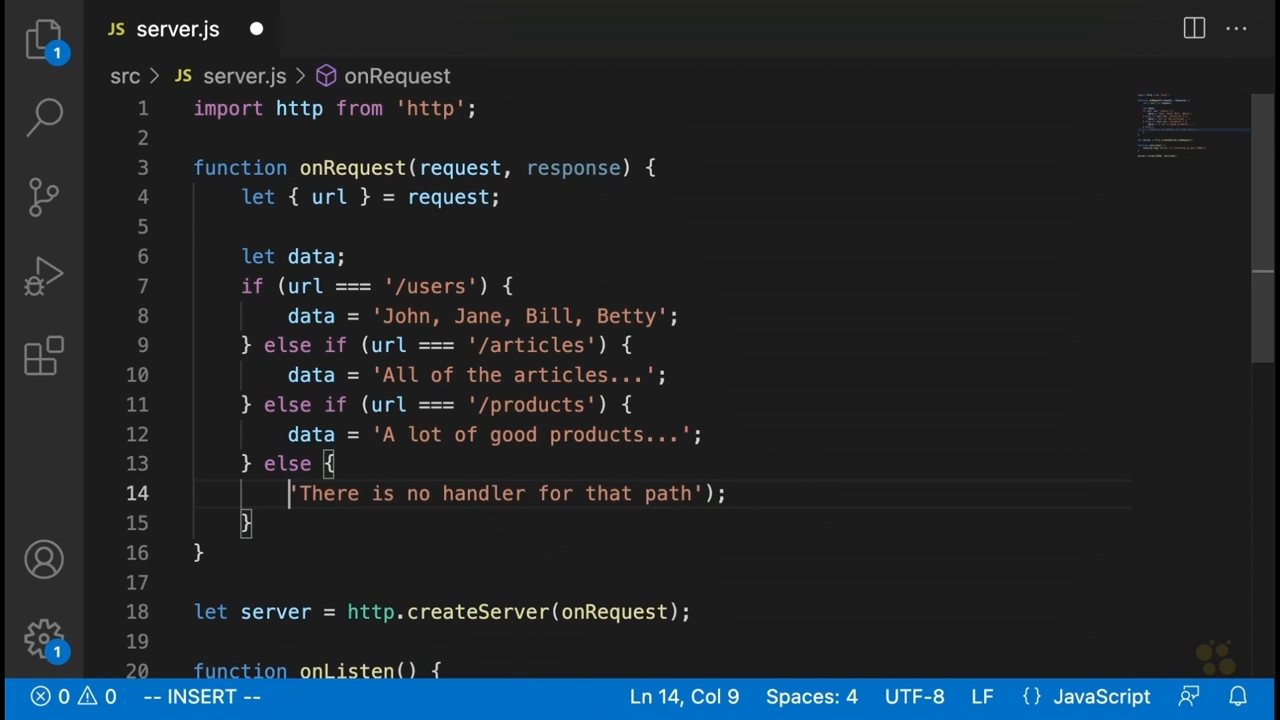 JS server.js
1
src > JS server.js > onRequest
1 import http from 'http';
2
3 function onRequest(request, response) {
4 let { url } = request;
5
6 let data;
7 if (url === '/users') {
8 data = 'John, Jane, Bill, Betty';
9 } else if (url === '/articles') {
10 data = 'All of the articles...';
11 } else if (url === '/products') {
12 data = 'A lot of good products...';
13 } else {
14 'There is no handler for that path');
15 }
16 }
17
18 let server = http.createServer(onRequest);
19
20 function onListen() {
1
0 0 -- INSERT -- Ln 14, Col 9 Spaces: 4 UTF-8 LF {} JavaScript